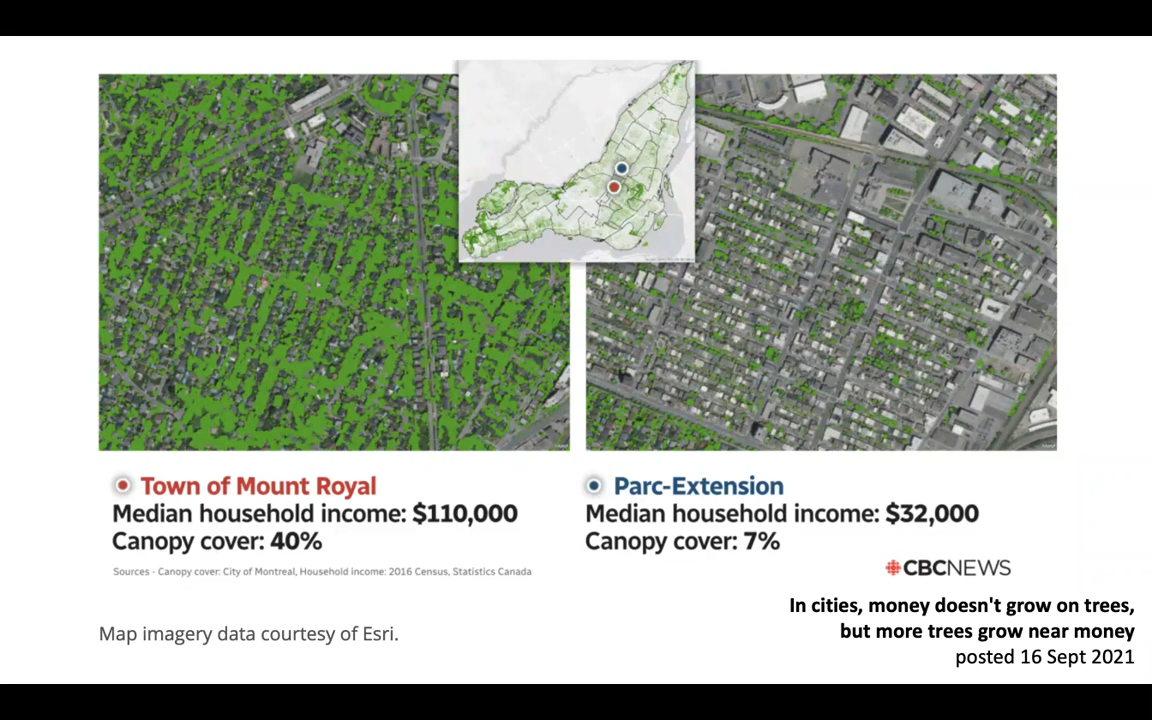 Town of Mount Royal
Median household income: $110,000
Canopy cover: 40%
Sources - Canopy cover: City of Montreal, Household income: 2016 Census, Statistics Canada
Parc-Extension
Median household income: $32,000
Canopy cover: 7%
CBCNEWS
In cities, money doesn't grow on trees,
but more trees grow near money
posted 16 Sept 2021
Map imagery data courtesy of Esri.